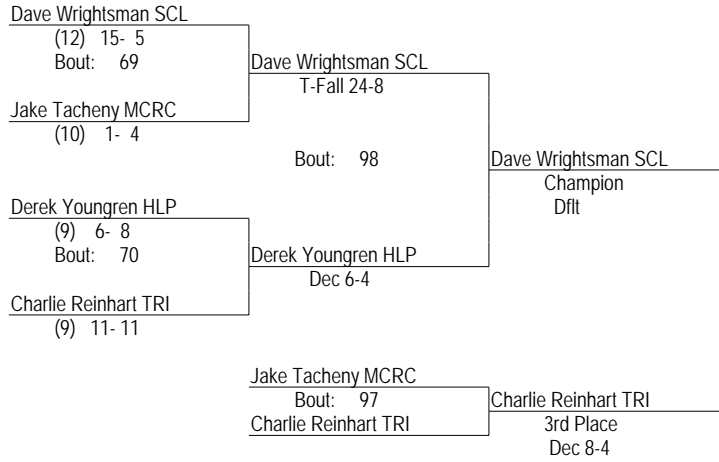 Dave Wrightsman SCL
(12) 15- 5
Bout: 69
Dave Wrightsman SCL
T-Fall 24-8
Jake Tacheny MCRC
(10) 1- 4
Bout: 98
Dave Wrightsman SCL
Champion
Dflt
Derek Youngren HLP
(9) 6- 8
Bout: 70
Derek Youngren HLP
Dec 6-4
Charlie Reinhart TRI
(9) 11- 11
Jake Tacheny MCRC
Bout: 97
Charlie Reinhart TRI
Charlie Reinhart TRI
3rd Place
Dec 8-4